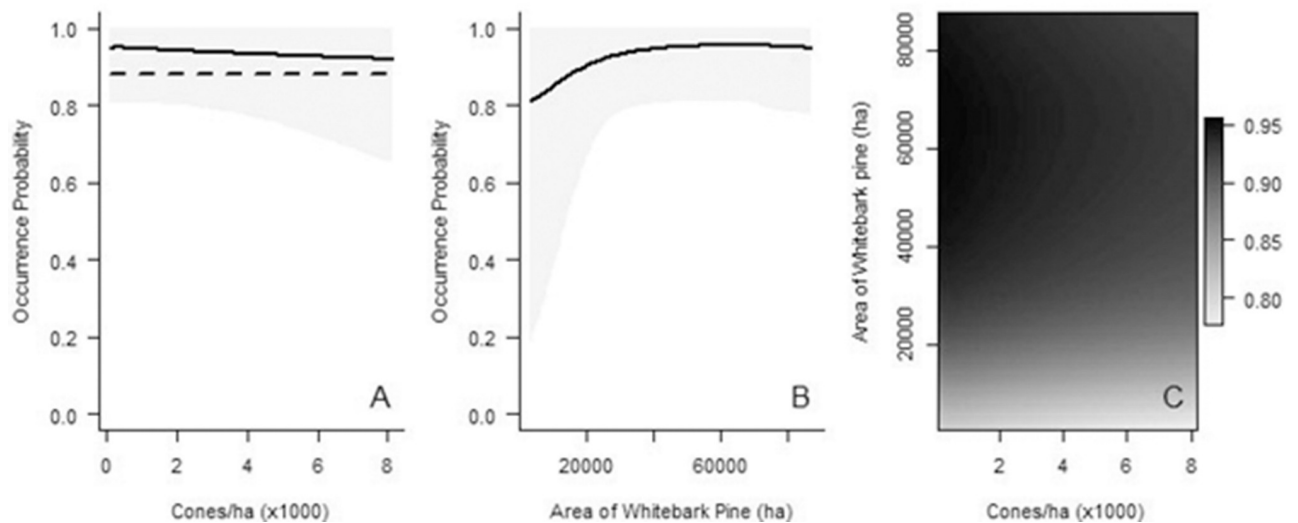 Occurrence Probability
1.0
0.8
0.6
0.4
0.2
0.0
0 2 4 6 8
Cones/ha (x1000)
A
Occurrence Probability
1.0
0.8
0.6
0.4
0.2
0.0
20000 60000
Area of Whitebark Pine (ha)
B
Area of Whitebark pine (ha)
80000
60000
40000
20000
2 4 6 8
Cones/ha (x1000)
C
0.95
0.90
0.85
0.80